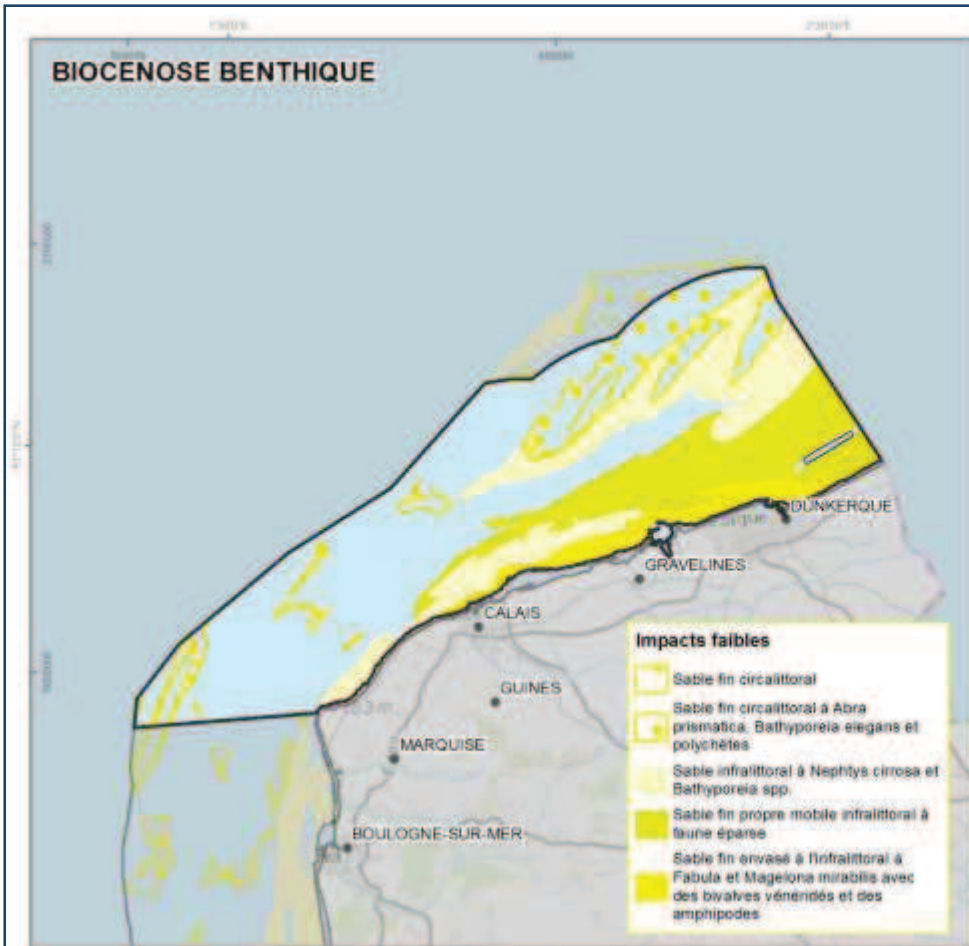 BIOCENOSE BENTHIQUE
DUNKERQUE
GRAVELINES
CALAIS
GUINES
MARQUISE
BOULOGNE-SUR-MER
Impacts faibles
Sable fin circalittoral
Sable fin circalittoral à Abra
prismatica, Bathyporeia elegans et
polychètes
Sable infralittoral à Nephtys cirrosa et
Bathyporeia spp.
Sable fin propre mobile infralittoral à
faune éparse
Sable fin envasé à l'infralittoral à
Fabula et Magelona mirabilis avec
des bivalves vénéridés et des
amphipodes